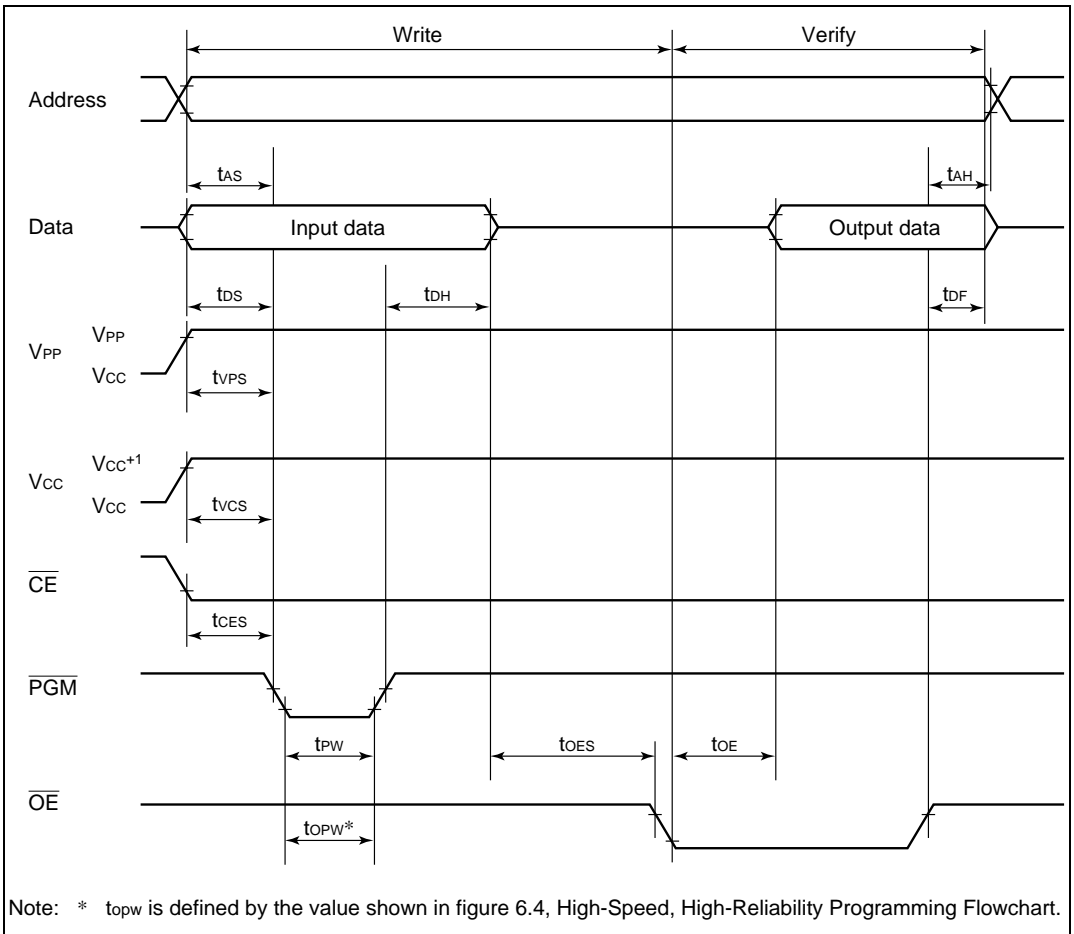 Write Verify
Address
tAS tAH
Data Input data Output data
tDS tDH tDF
VPP VPP
VCC
tVPS
VCC VCC+1
VCC
tVCS
CE
tCES
PGM
tPW tOES tOE
OE
tOPW*
Note: * topw is defined by the value shown in figure 6.4, High-Speed, High-Reliability Programming Flowchart.